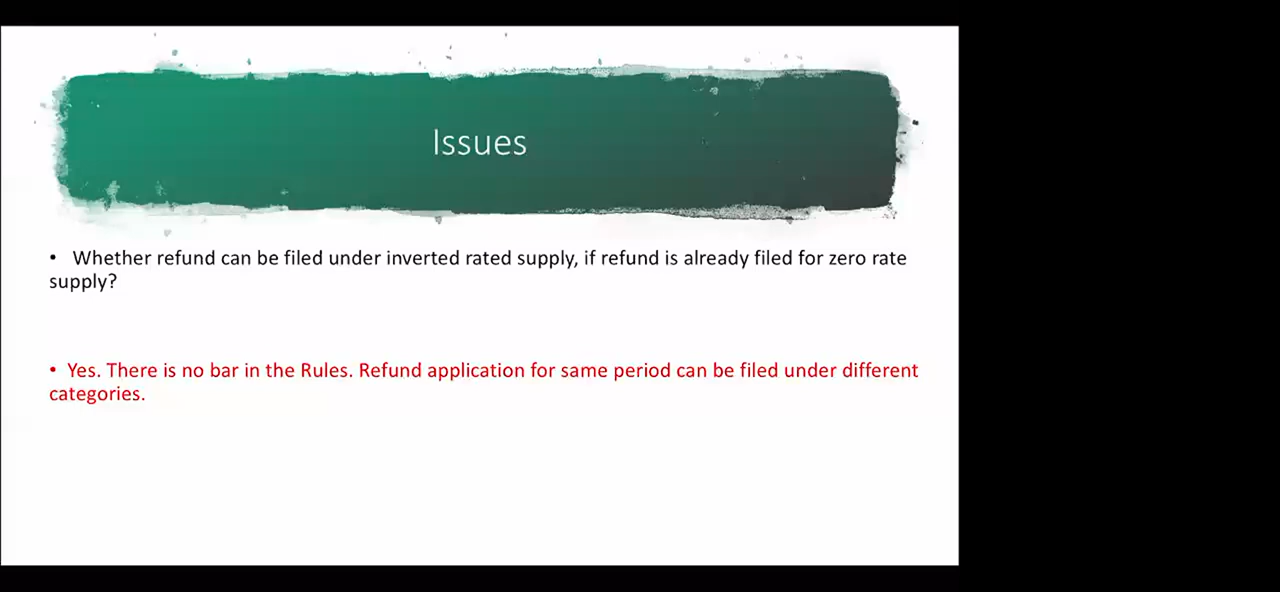 Issues
• Whether refund can be filed under inverted rated supply, if refund is already filed for zero rate
supply?
• Yes. There is no bar in the Rules. Refund application for same period can be filed under different
categories.